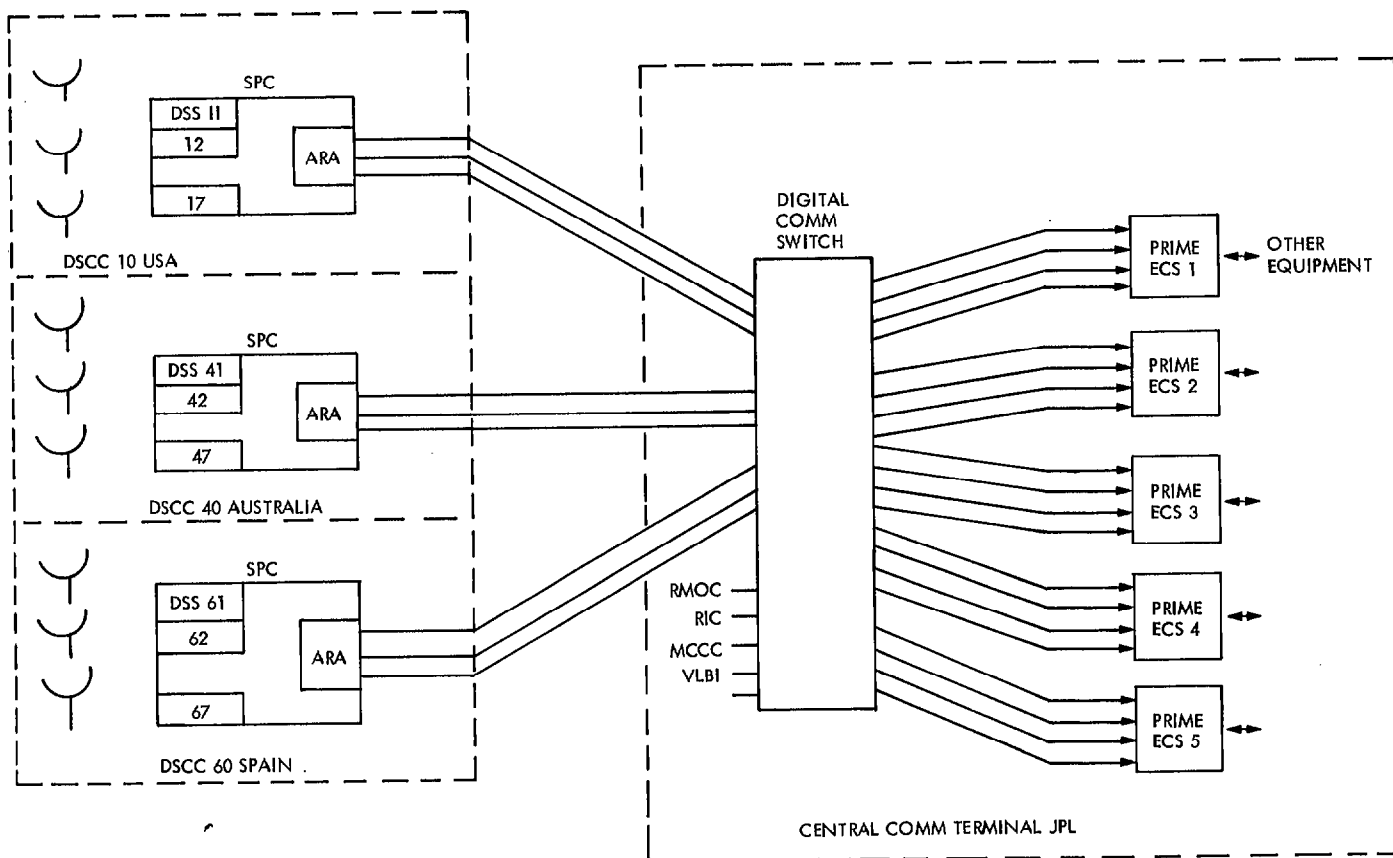 SPC
DSS 11
12
17
ARA
DSCC 10 USA
SPC
DSS 41
42
47
ARA
DSCC 40 AUSTRALIA
SPC
DSS 61
62
67
ARA
DSCC 60 SPAIN
DIGITAL
COMM
SWITCH
RMOC
RIC
MCCC
VLBI
PRIME
ECS 1
OTHER
EQUIPMENT
PRIME
ECS 2
PRIME
ECS 3
PRIME
ECS 4
PRIME
ECS 5
CENTRAL COMM TERMINAL JPL